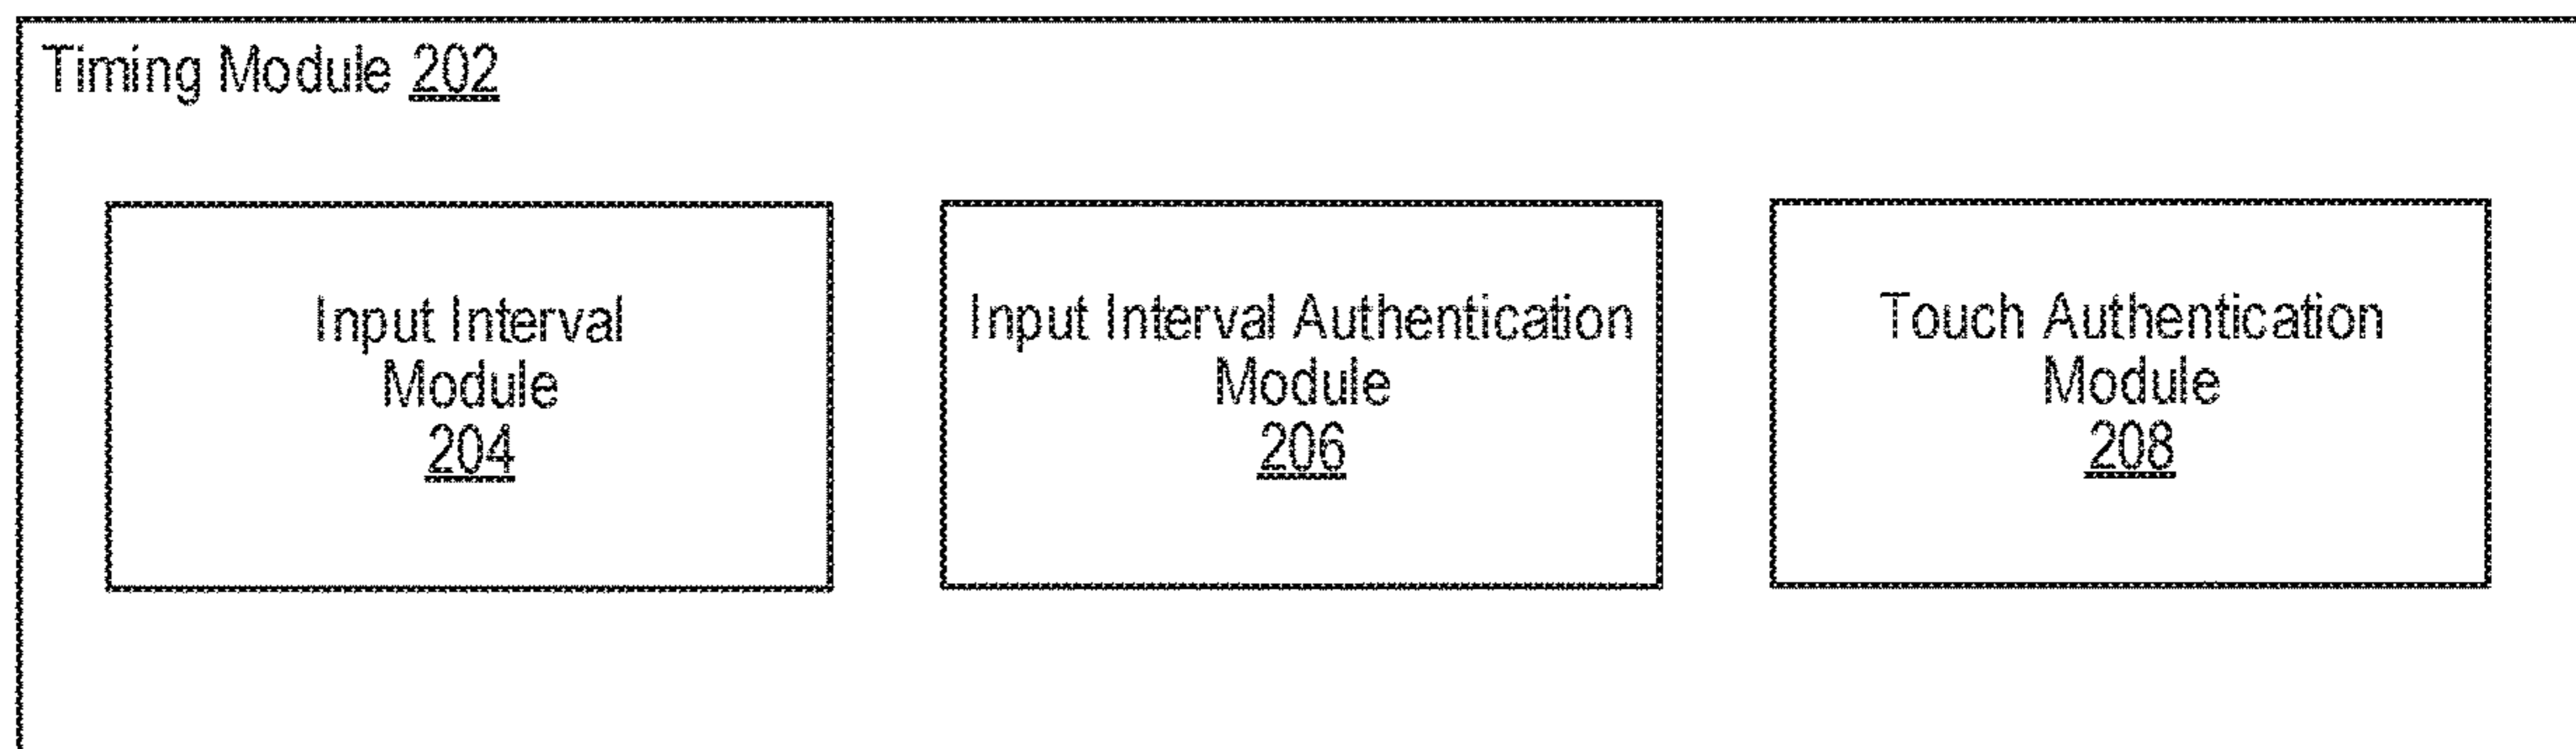 Timing Module 202
Input Interval
Module
204
Input Interval Authentication
Module
206
Touch Authentication
Module
208